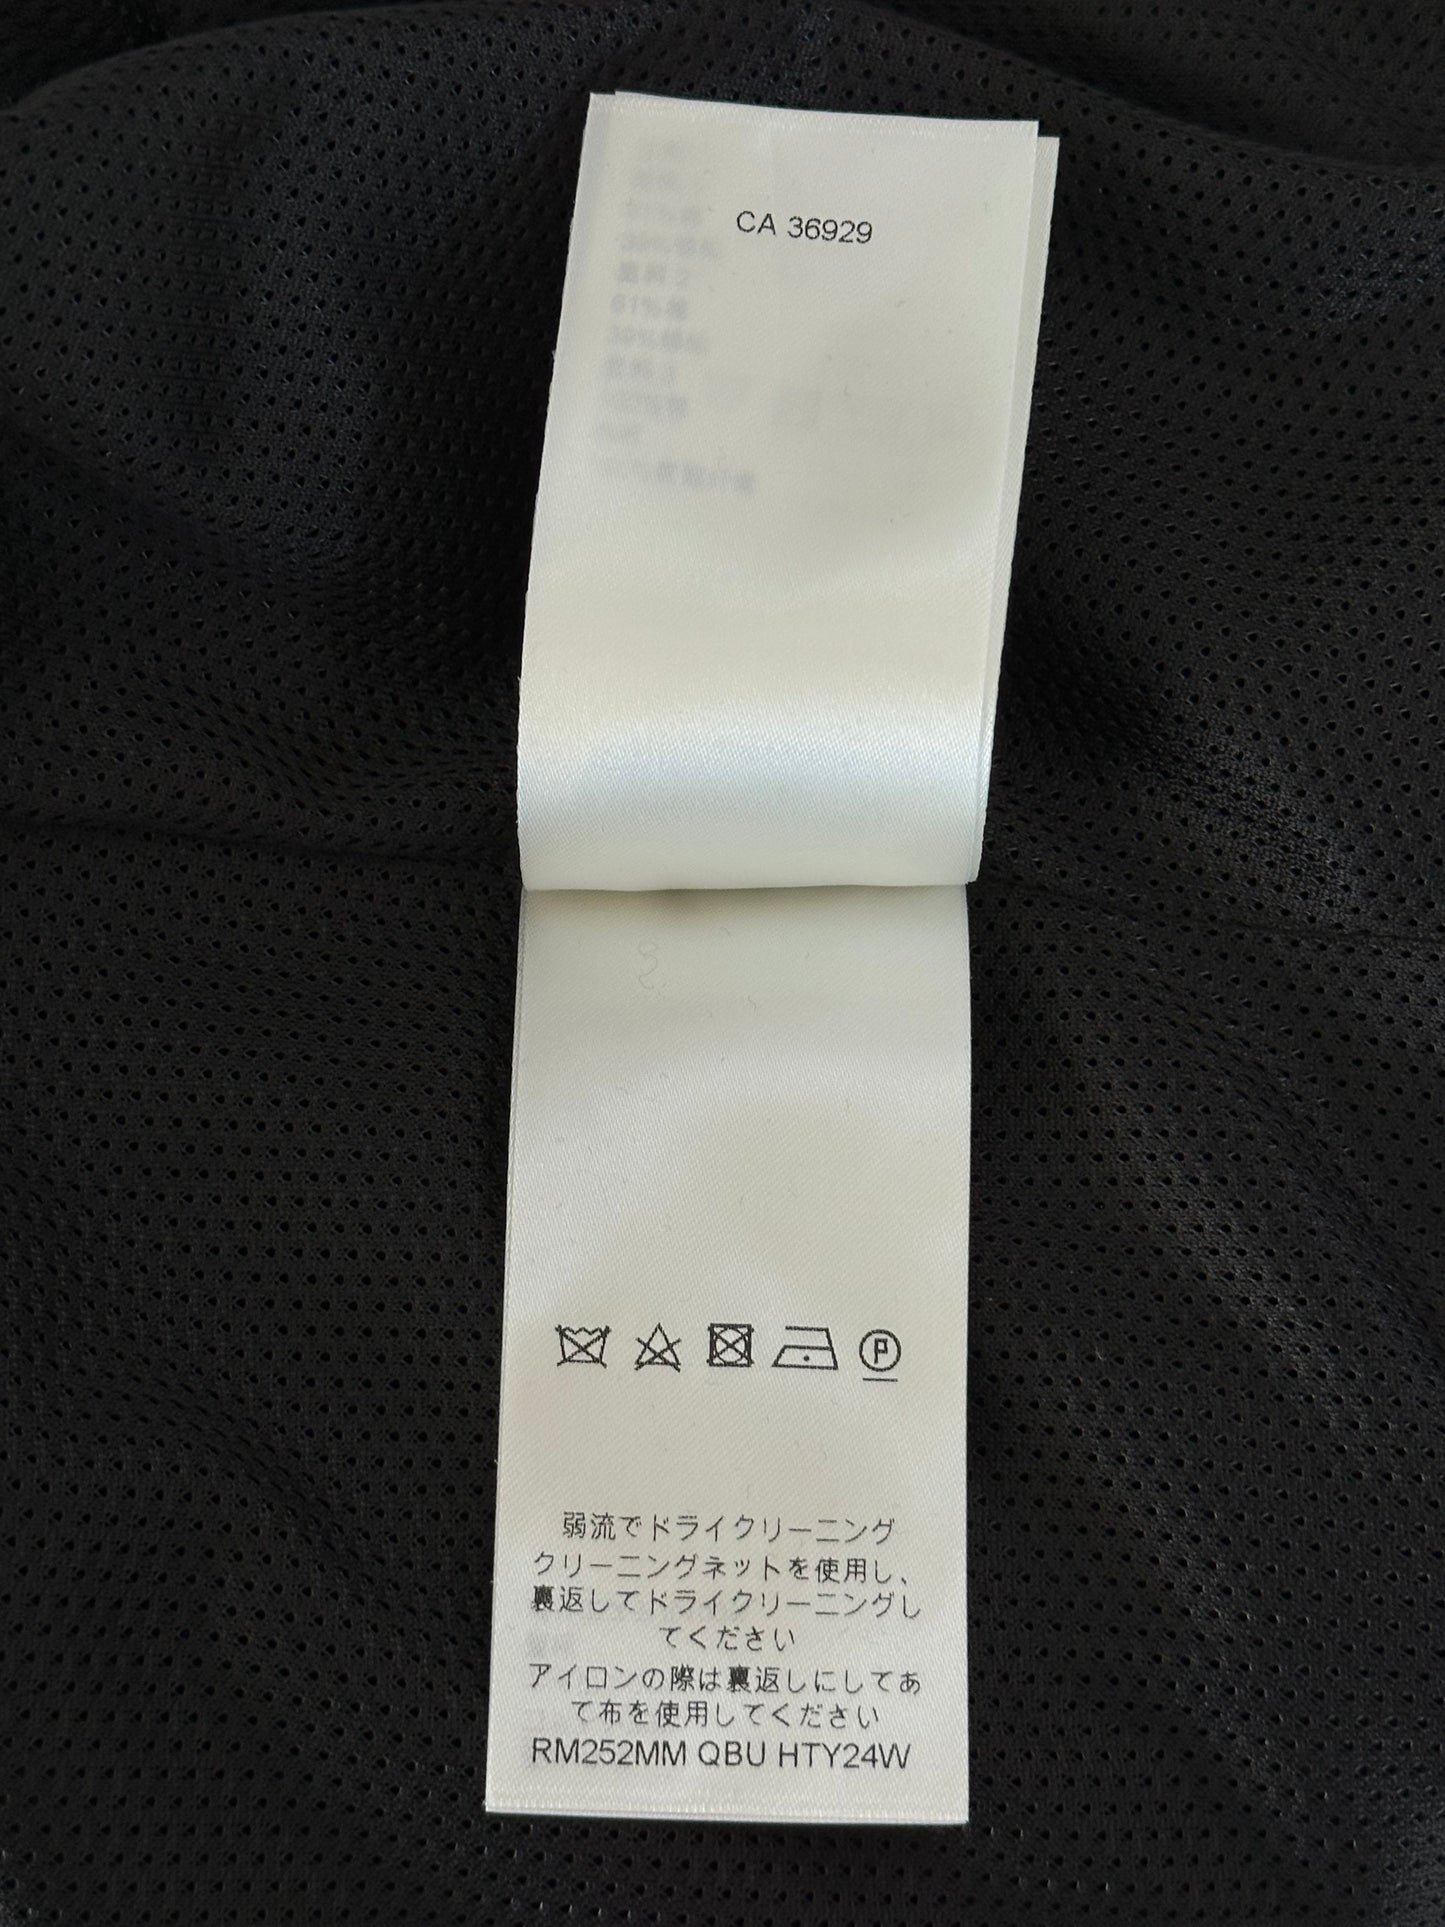 CA 36929
弱流でドライクリーニング
クリーニングネットを使用し、
裏返してドライクリーニングし
てください
アイロンの際は裏返しにしてあ
て布を使用してください
RM252MM QBU HTY24W